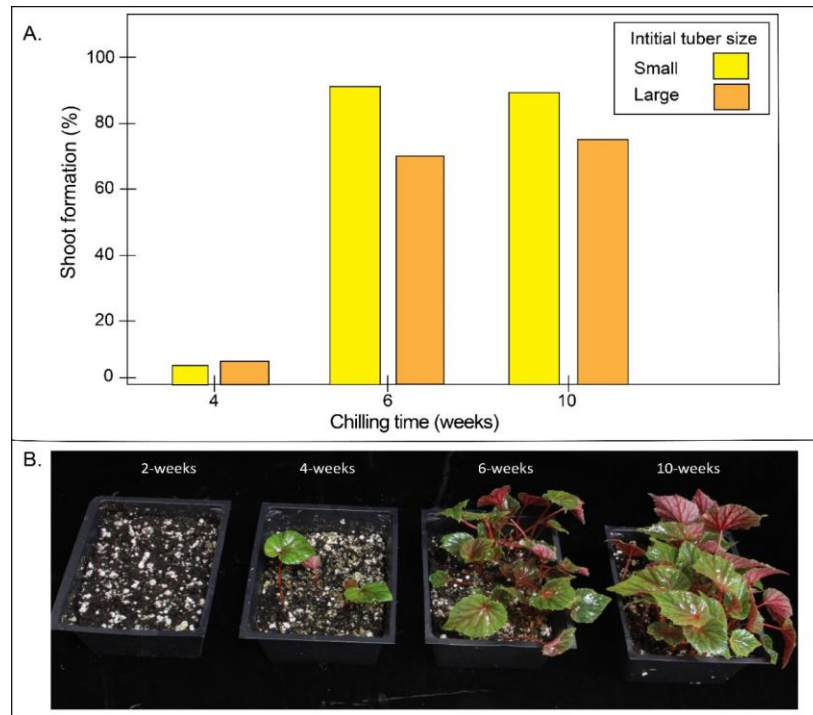 A.
Intitial tuber size
Small
Large
Shoot formation (%)
100
80
60
40
20
0
4
6
10
Chilling time (weeks)
B.
2-weeks
4-weeks
6-weeks
10-weeks